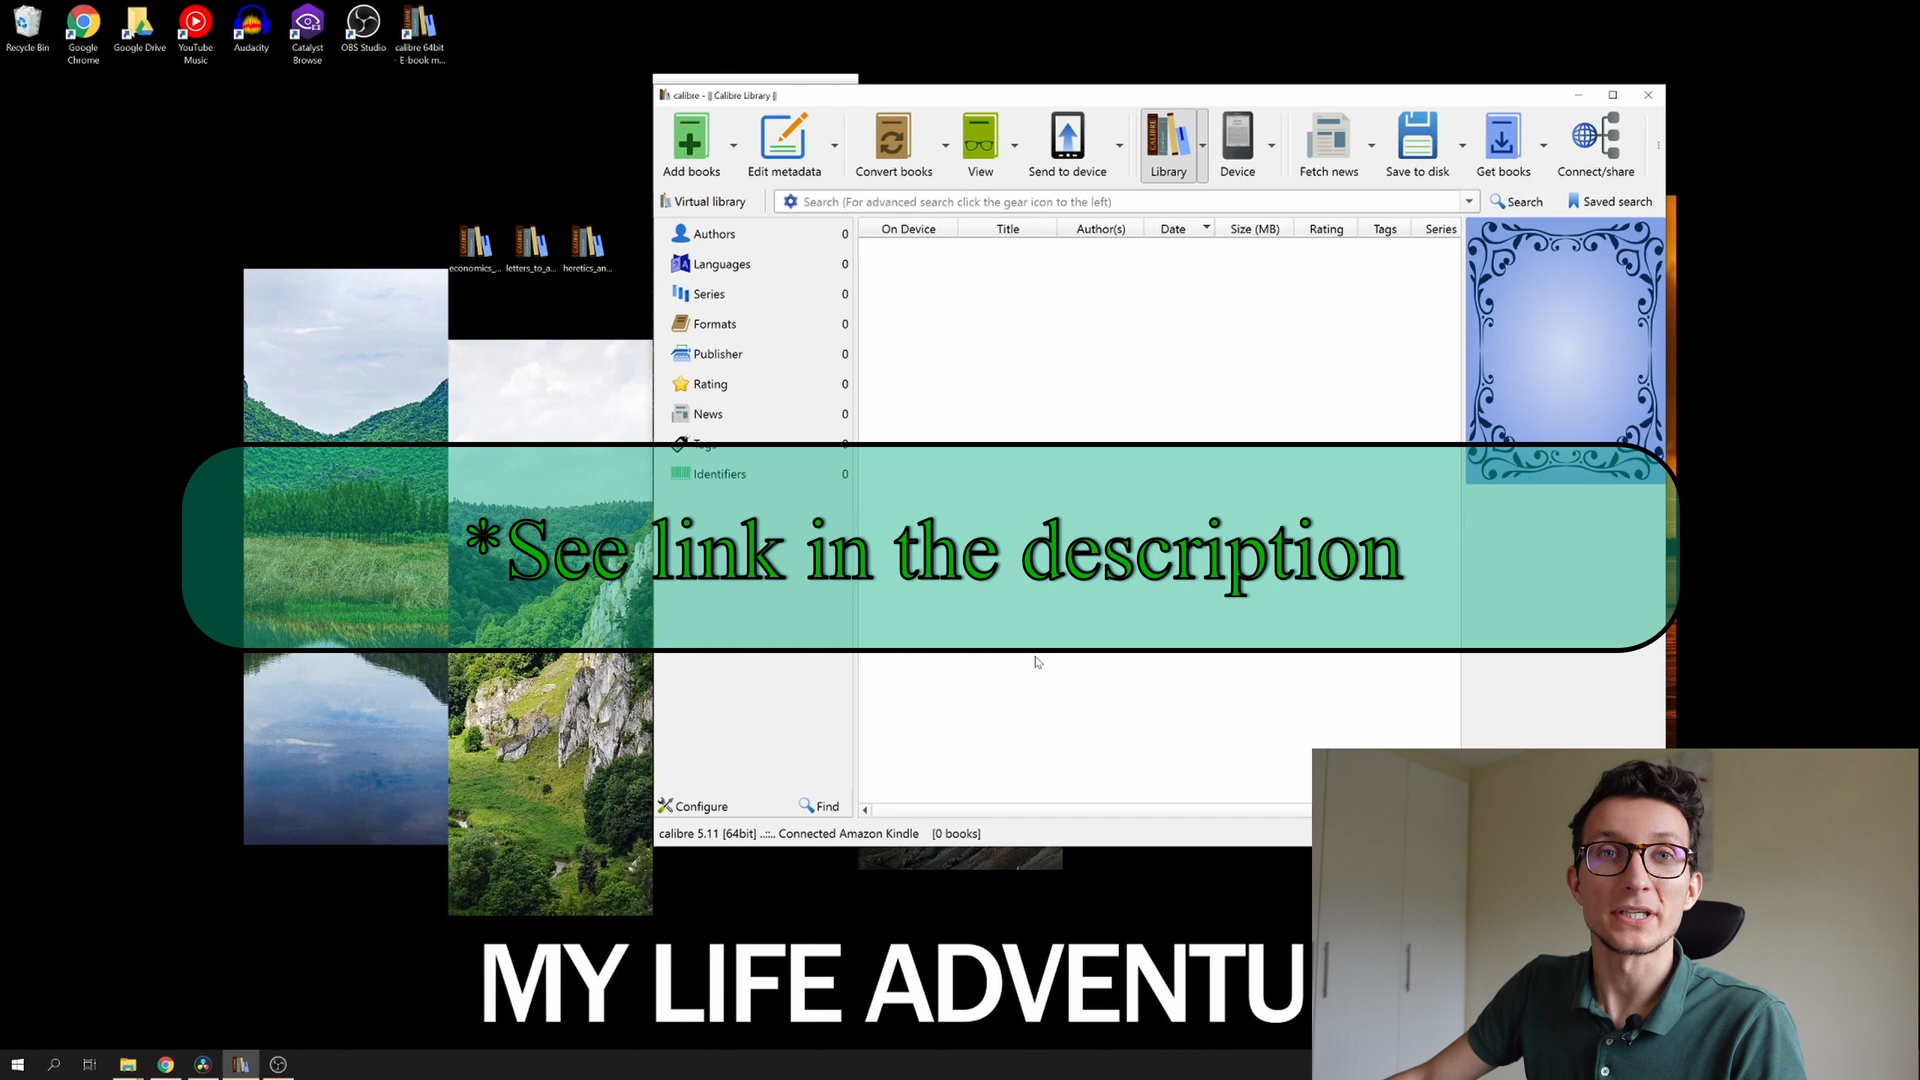 Recycle Bin
Google Chrome
Google Drive
YouTube Music
Audacity
Catalyst Browse
OBS Studio
calibre 64bit - E-book m...
calibre - || Calibre Library ||
Add books
Edit metadata
Convert books
View
Send to device
Library
Device
Fetch news
Save to disk
Get books
Connect/share
Virtual library
Search (For advanced search click the gear icon to the left)
Search
Saved search
On Device
Title
Author(s)
Date
Size (MB)
Rating
Tags
Series
Authors 0
Languages 0
Series 0
Formats 0
Publisher 0
Rating 0
News 0
Tags 0
Identifiers 0
economics_...
letters_to_a...
heretics_an...
*See link in the description
Configure
Find
calibre 5.11 [64bit] ..::.. Connected Amazon Kindle [0 books]
MY LIFE ADVENTU